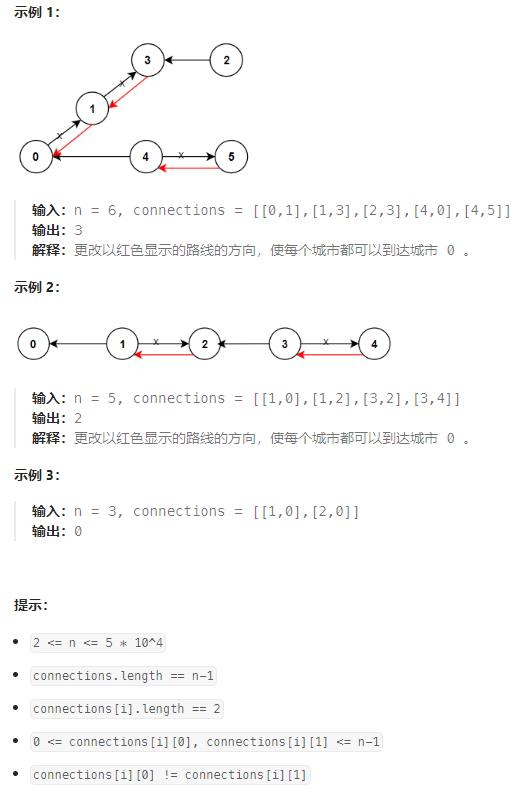 示例 1：
3
2
x
1
x
0
4
x
5
输入：n = 6, connections = [[0,1],[1,3],[2,3],[4,0],[4,5]]
输出：3
解释：更改以红色显示的路线的方向，使每个城市都可以到达城市 0 。
示例 2：
0
1
x
2
3
x
4
输入：n = 5, connections = [[1,0],[1,2],[3,2],[3,4]]
输出：2
解释：更改以红色显示的路线的方向，使每个城市都可以到达城市 0 。
示例 3：
输入：n = 3, connections = [[1,0],[2,0]]
输出：0
提示：
• 2 <= n <= 5 * 10^4
• connections.length == n-1
• connections[i].length == 2
• 0 <= connections[i][0], connections[i][1] <= n-1
• connections[i][0] != connections[i][1]